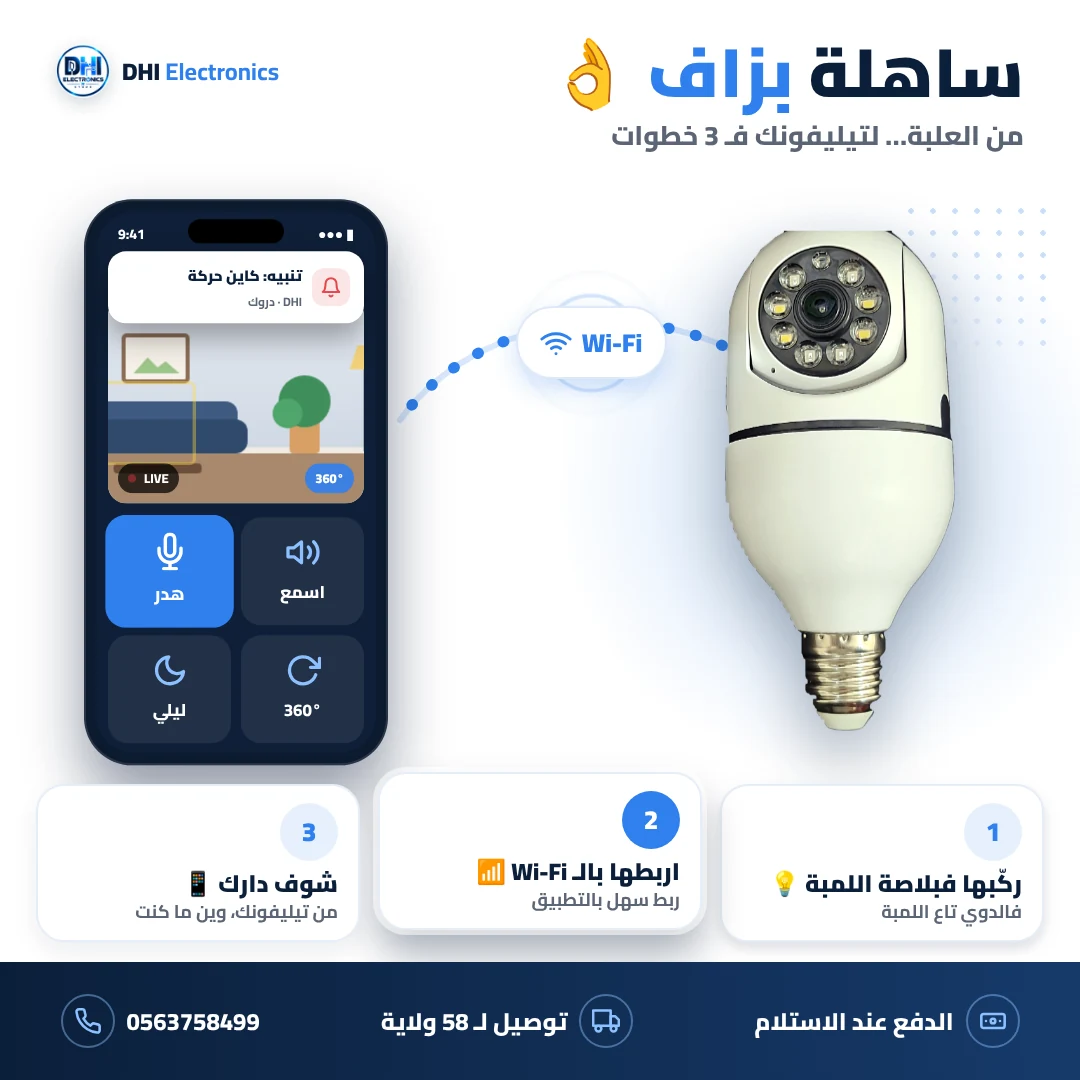 ساهلة بزاف 👌
من العلبة... لتيليفونك فـ 3 خطوات
DHI ELECTRONICS
DHI Electronics
9:41
تنبيه: كاين حركة
DHI · دروك
LIVE
360°
هدر
اسمع
ليلي
360°
Wi-Fi
1
ركّبها فبلاصة اللمبة 💡
فالدوي تاع اللمبة
2
اربطها بالـ Wi-Fi 📶
ربط سهل بالتطبيق
3
شوف دارك 📱
من تيليفونك، وين ما كنت
الدفع عند الاستلام
توصيل لـ 58 ولاية
0563758499